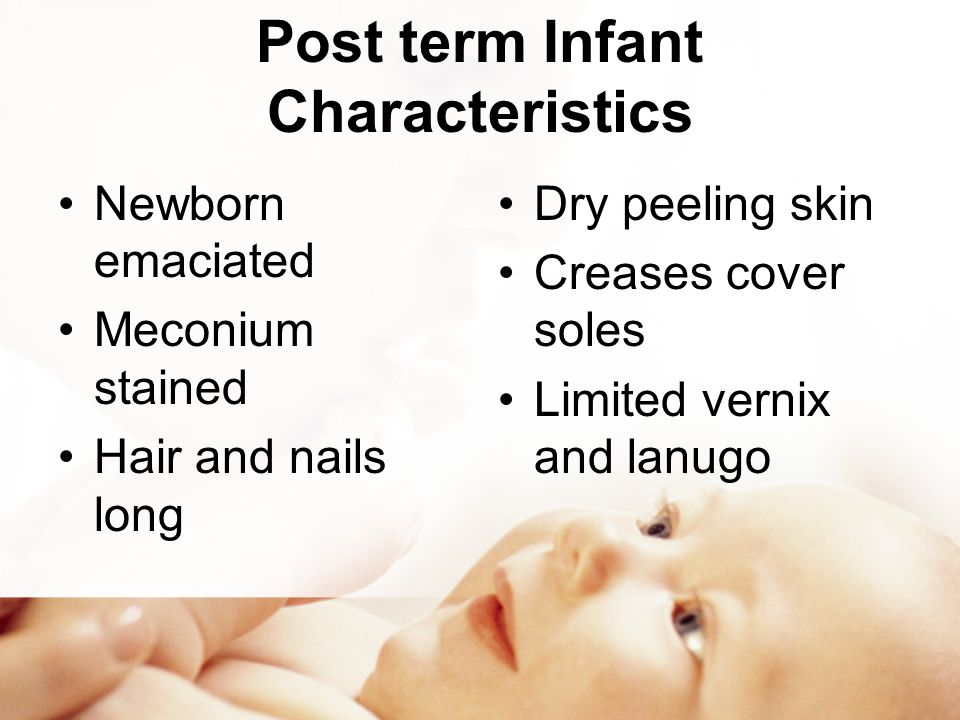 Post term Infant
Characteristics
• Newborn
emaciated
• Meconium
stained
• Hair and nails
long
• Dry peeling skin
• Creases cover
soles
• Limited vernix
and lanugo